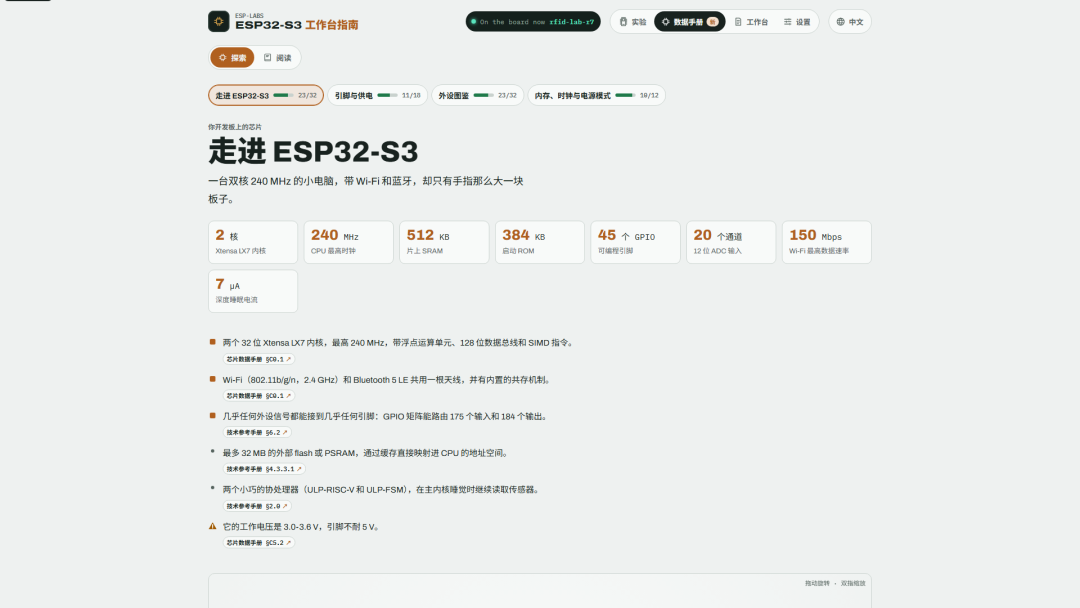 ESP-LABS
ESP32-S3 工作台指南
On the board now rfid-lab-r7
实验
数据手册 新
工作台
设置
中文
探索
阅读
走进 ESP32-S3 23/32
引脚与供电 11/18
外设图鉴 23/32
内存、时钟与电源模式 10/12
你开发板上的芯片
走进 ESP32-S3
一台双核 240 MHz 的小电脑，带 Wi-Fi 和蓝牙，却只有手指那么大一块
板子。
2 核
Xtensa LX7 内核
240 MHz
CPU 最高时钟
512 KB
片上 SRAM
384 KB
启动 ROM
45 个 GPIO
可编程引脚
20 个通道
12 位 ADC 输入
150 Mbps
Wi-Fi 最高数据速率
7 µA
深度睡眠电流
两个 32 位 Xtensa LX7 内核，最高 240 MHz，带浮点运算单元、128 位数据总线和 SIMD 指令。
芯片数据手册 §C0.1 ↗
Wi-Fi（802.11b/g/n，2.4 GHz）和 Bluetooth 5 LE 共用一根天线，并有内置的共存机制。
芯片数据手册 §C0.1 ↗
几乎任何外设信号都能接到几乎任何引脚：GPIO 矩阵能路由 175 个输入和 184 个输出。
技术参考手册 §6.2 ↗
最多 32 MB 的外部 flash 或 PSRAM，通过缓存直接映射进 CPU 的地址空间。
技术参考手册 §4.3.3.1 ↗
两个小巧的协处理器（ULP-RISC-V 和 ULP-FSM），在主内核睡觉时继续读取传感器。
技术参考手册 §2.0 ↗
它的工作电压是 3.0-3.6 V，引脚不耐 5 V。
芯片数据手册 §C5.2 ↗
拖动旋转 · 双指缩放